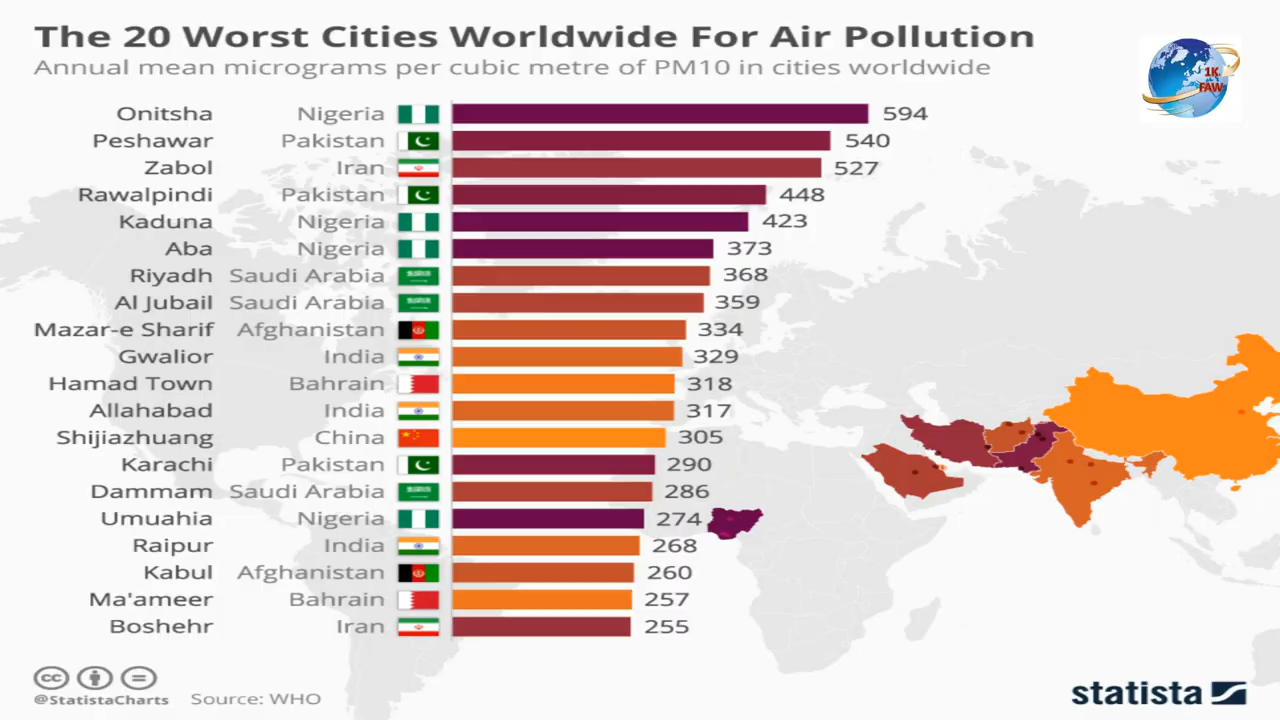 The 20 Worst Cities Worldwide For Air Pollution
Annual mean micrograms per cubic metre of PM10 in cities worldwide
1K
FAW
Onitsha Nigeria 594
Peshawar Pakistan 540
Zabol Iran 527
Rawalpindi Pakistan 448
Kaduna Nigeria 423
Aba Nigeria 373
Riyadh Saudi Arabia 368
Al Jubail Saudi Arabia 359
Mazar-e Sharif Afghanistan 334
Gwalior India 329
Hamad Town Bahrain 318
Allahabad India 317
Shijiazhuang China 305
Karachi Pakistan 290
Dammam Saudi Arabia 286
Umuahia Nigeria 274
Raipur India 268
Kabul Afghanistan 260
Ma'ameer Bahrain 257
Boshehr Iran 255
cc
@StatistaCharts Source: WHO
statista